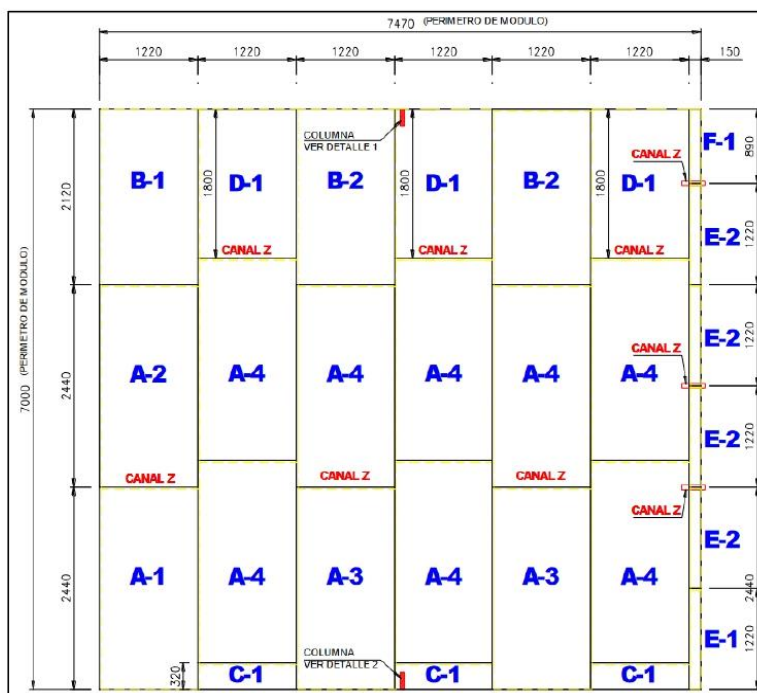 7470 (PERIMETRO DE MODULO)
1220 1220 1220 1220 1220 1220 150
COLUMNA
VER DETALLE 1
F-1
890
CANAL Z
B-1 D-1 B-2 D-1 B-2 D-1
2120
1800 1800 1800
1220
E-2
CANAL Z CANAL Z CANAL Z
7000 (PERIMETRO DE MODULO)
E-2
1220
CANAL Z
2440
A-2 A-4 A-4 A-4 A-4 A-4
E-2
1220
CANAL Z CANAL Z CANAL Z
CANAL Z
E-2
2440
A-1 A-4 A-3 A-4 A-3 A-4
2440
E-1
1220
COLUMNA
VER DETALLE 2
320
C-1 C-1 C-1